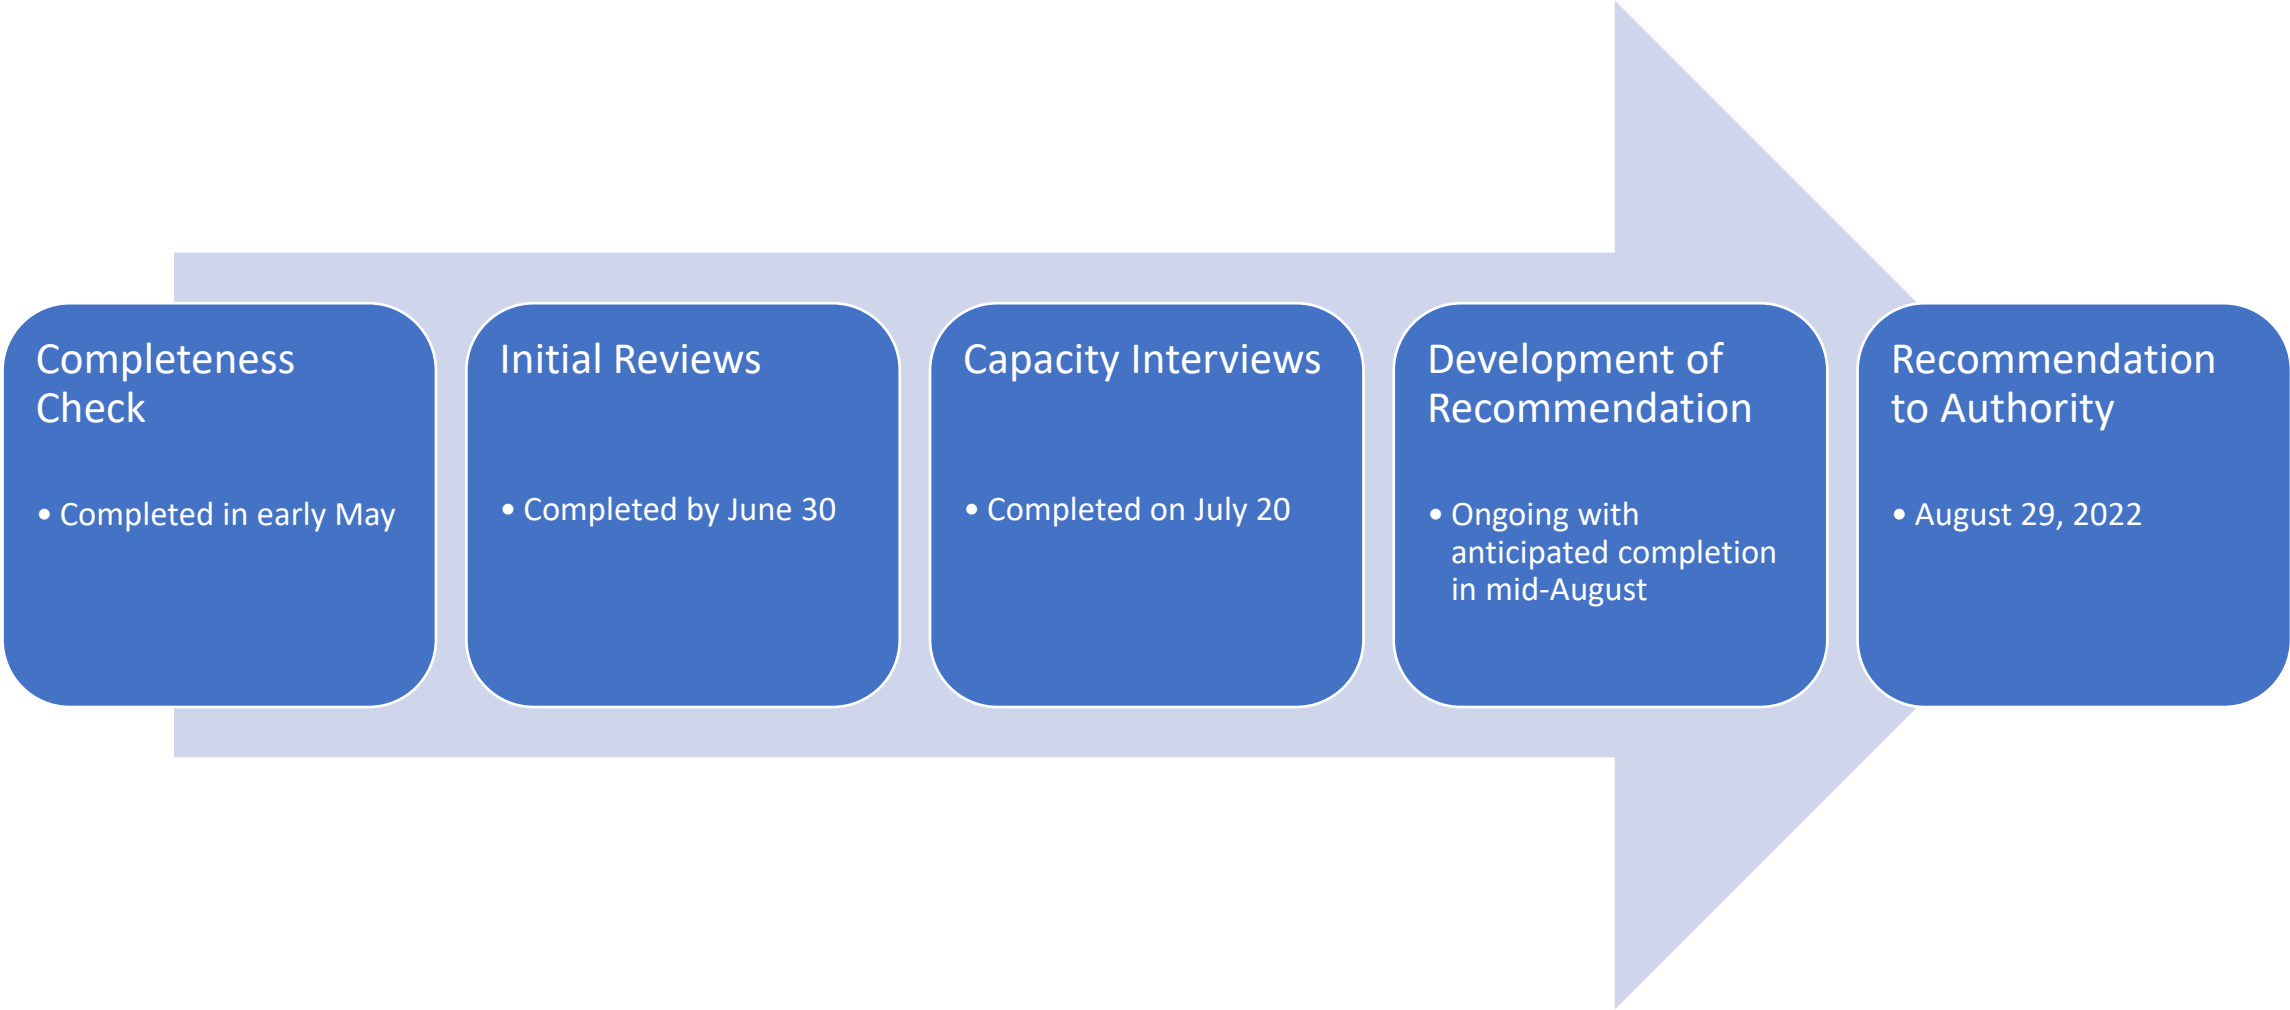 Completeness
Check
• Completed in early May
Initial Reviews
• Completed by June 30
Capacity Interviews
• Completed on July 20
Development of
Recommendation
• Ongoing with
anticipated completion
in mid-August
Recommendation
to Authority
• August 29, 2022